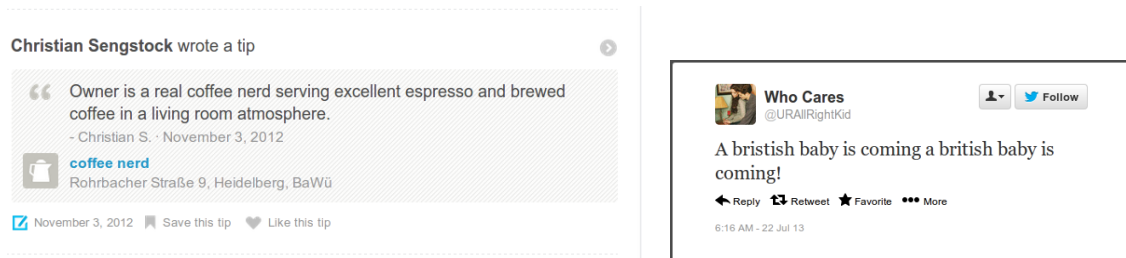 Christian Sengstock wrote a tip
Owner is a real coffee nerd serving excellent espresso and brewed
coffee in a living room atmosphere.
- Christian S. · November 3, 2012
coffee nerd
Rohrbacher Straße 9, Heidelberg, BaWü
November 3, 2012 Save this tip Like this tip
Who Cares
@URAllRightKid
Follow
A bristish baby is coming a british baby is
coming!
Reply Retweet Favorite More
6:16 AM - 22 Jul 13